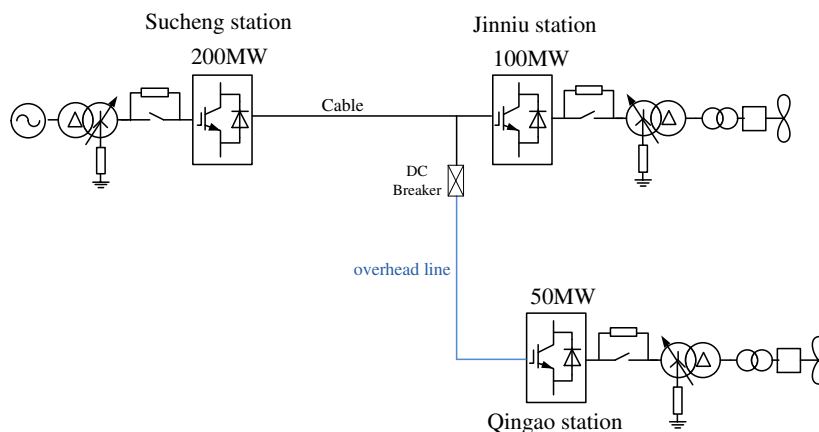 Sucheng station
200MW
Jinniu station
100MW
Cable
DC
Breaker
overhead line
50MW
Qingao station